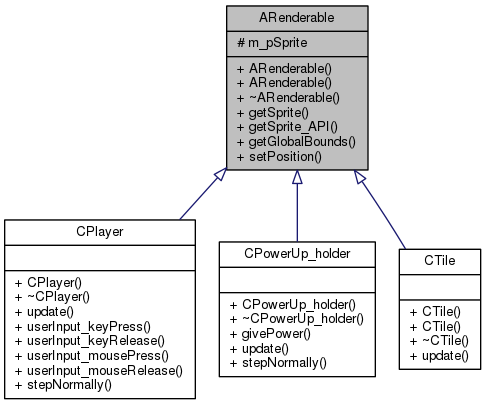 ARenderable
# m_pSprite
+ ARenderable()
+ ARenderable()
+ ~ARenderable()
+ getSprite()
+ getSprite_API()
+ getGlobalBounds()
+ setPosition()
CPlayer
+ CPlayer()
+ ~CPlayer()
+ update()
+ userInput_keyPress()
+ userInput_keyRelease()
+ userInput_mousePress()
+ userInput_mouseRelease()
+ stepNormally()
CPowerUp_holder
+ CPowerUp_holder()
+ ~CPowerUp_holder()
+ givePower()
+ update()
+ stepNormally()
CTile
+ CTile()
+ CTile()
+ ~CTile()
+ update()